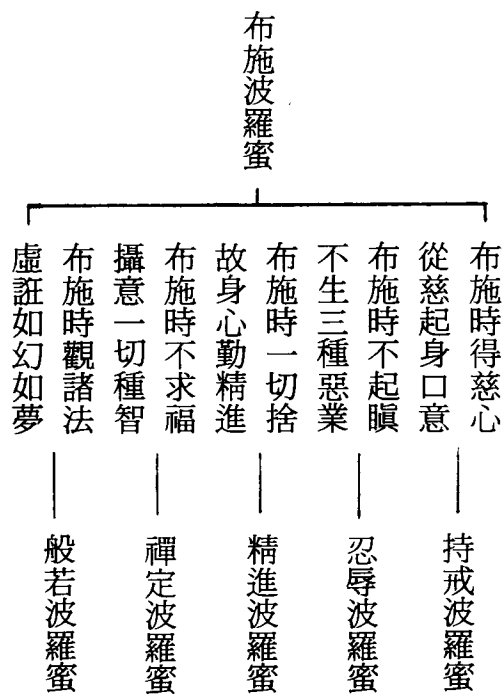 布施波羅蜜
布施時得慈心
從慈起身口意
持戒波羅蜜
布施時不起瞋
不生三種惡業
忍辱波羅蜜
布施時一切捨
故身心勤精進
精進波羅蜜
布施時不求福
攝意一切種智
禪定波羅蜜
布施時觀諸法
虛誑如幻如夢
般若波羅蜜